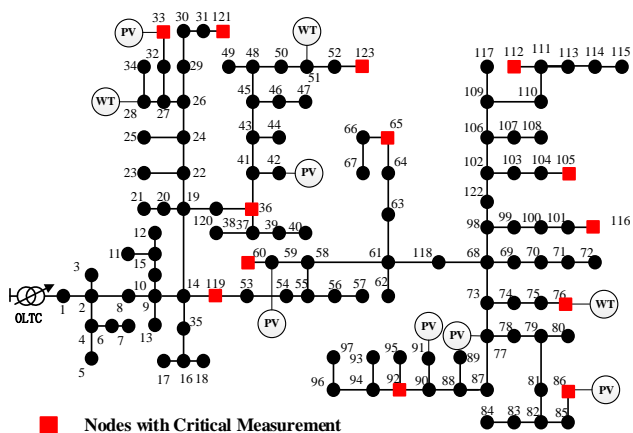 30 31 121
33
PV
32
34 29
WT
28 27 26
25 24
23 22
21 20 19
120
12
11
15
3
10 14 119
OLTC
1 2 8 9
13
4 6 7
5
35
17 16 18
WT
49 48 50 52 123
51
45 46 47
43 44
41 42
PV
36
38 37 39 40
60 59 58
53 54 55 56 57
PV
66 65
67 64
63
61
62
118
68
117 112 111 113 114 115
109 110
106 107 108
102 103 104 105
122
98 99 100 101 116
69 70 71 72
73 74 75 76
WT
PV PV
91
78 79 80
77
97 93 95 89
92
96 94 90 88 87
81 86
PV
84 83 82 85
Nodes with Critical Measurement